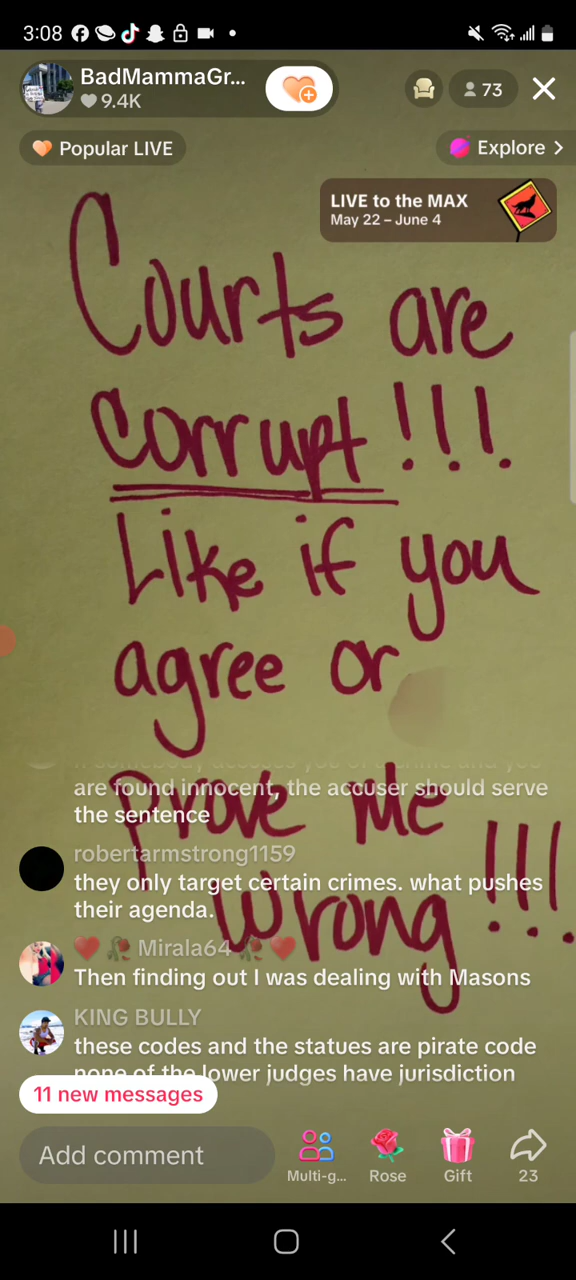 3:08
BadMammaGr...
9.4K
73
Popular LIVE
Explore >
LIVE to the MAX
May 22 – June 4
Courts are
corrupt!!!
Like if you
agree or
Prove Me
Wrong!!!
are found innocent, the accuser should serve
the sentence
robertarmstrong1159
they only target certain crimes. what pushes
their agenda.
Mirala64
Then finding out I was dealing with Masons
KING BULLY
these codes and the statues are pirate code
none of the lower judges have jurisdiction
11 new messages
Add comment
Multi-g...
Rose
Gift
23